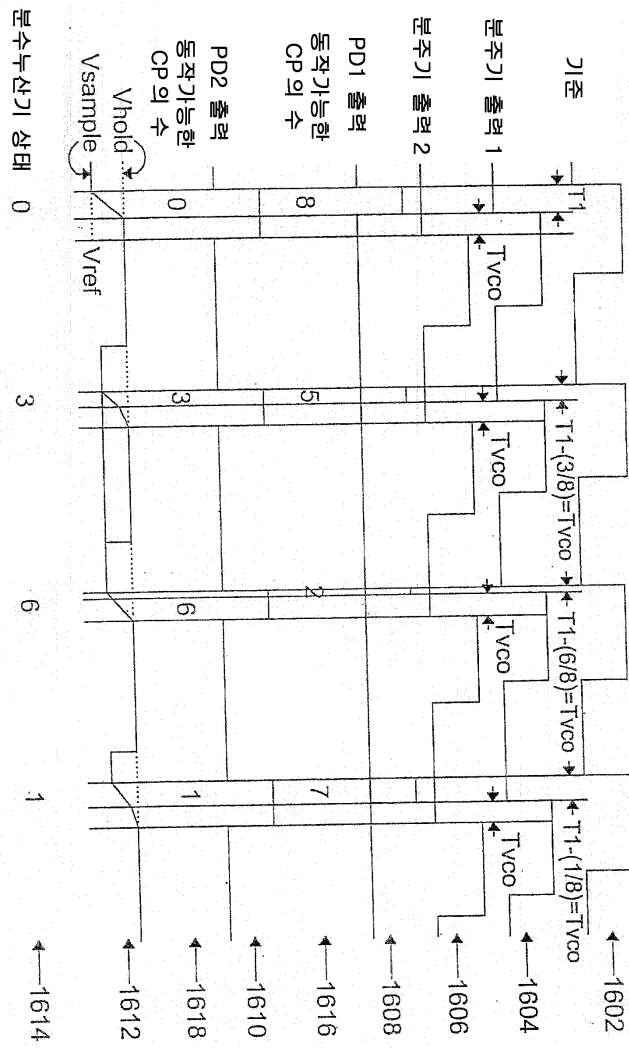 기준 T1 T1-(3/8)=Tvco T1-(6/8)=Tvco T1-(1/8)=Tvco 1602
분주기 출력 1 1604
분주기 출력 2 Tvco Tvco Tvco Tvco 1606
PD1 출력 1608
동작가능한
CP의 수 8 5 2 7 1616
PD2 출력 1610
동작가능한
CP의 수 0 3 6 1 1618
Vhold 1612
Vsample Vref
분수누산기 상태 0 3 6 1 1614